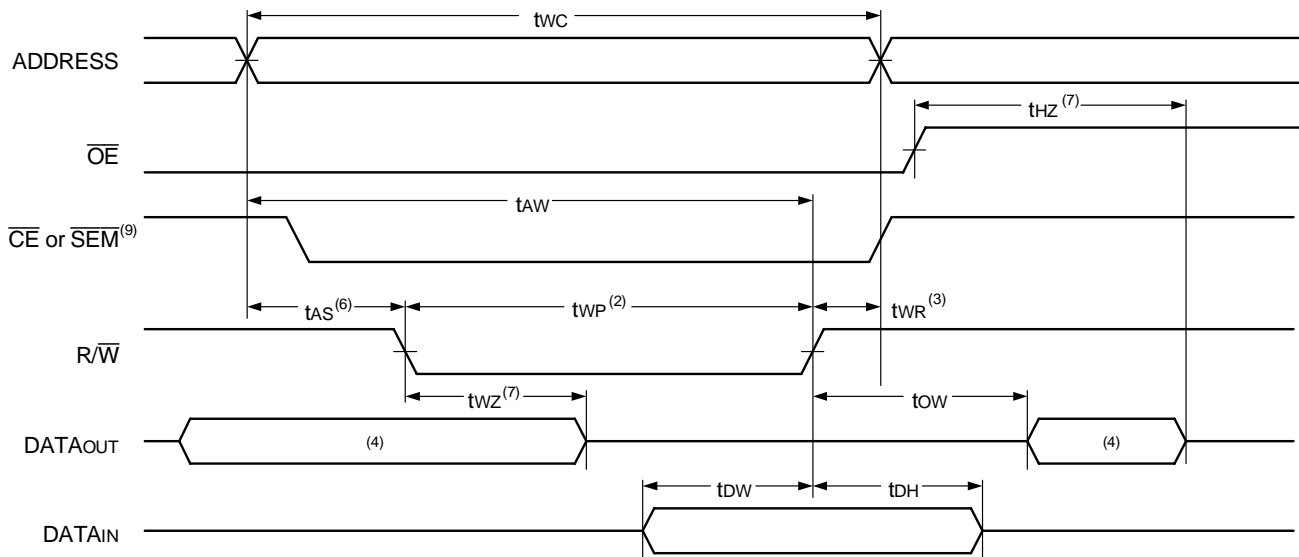 tWC
ADDRESS
tHZ(7)
OE
tAW
CE or SEM(9)
tAS(6) tWP(2) tWR(3)
R/W
tWZ(7) tOW
DATAOUT (4) (4)
tDW tDH
DATAIN